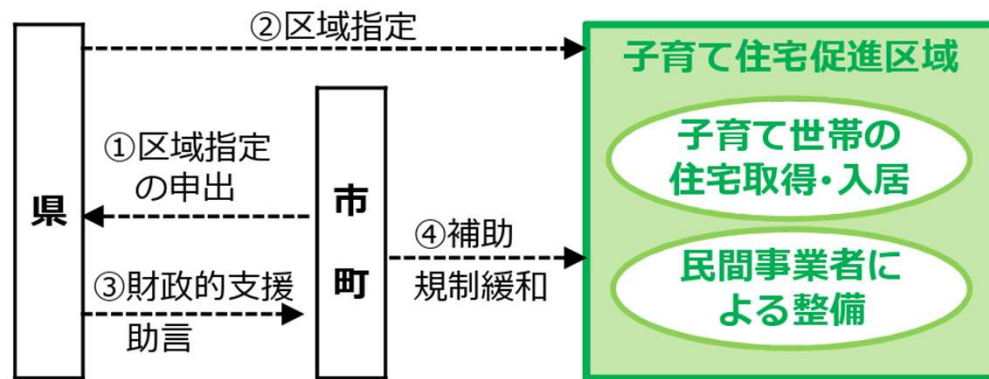 ②区域指定
県
①区域指定
の申出
③財政的支援
助言
市
町
④補助
規制緩和
子育て住宅促進区域
子育て世帯の
住宅取得・入居
民間事業者に
よる整備